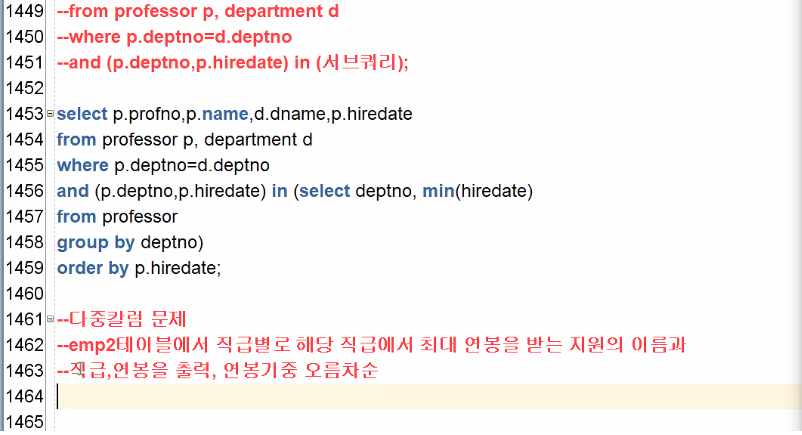 1449 --from professor p, department d
1450 --where p.deptno=d.deptno
1451 --and (p.deptno,p.hiredate) in (서브쿼리);
1452
1453 select p.profno,p.name,d.dname,p.hiredate
1454 from professor p, department d
1455 where p.deptno=d.deptno
1456 and (p.deptno,p.hiredate) in (select deptno, min(hiredate)
1457 from professor
1458 group by deptno)
1459 order by p.hiredate;
1460
1461 --다중칼럼 문제
1462 --emp2테이블에서 직급별로 해당 직급에서 최대 연봉을 받는 지원의 이름과
1463 --직급,연봉을 출력, 연봉기중 오름차순
1464
1465